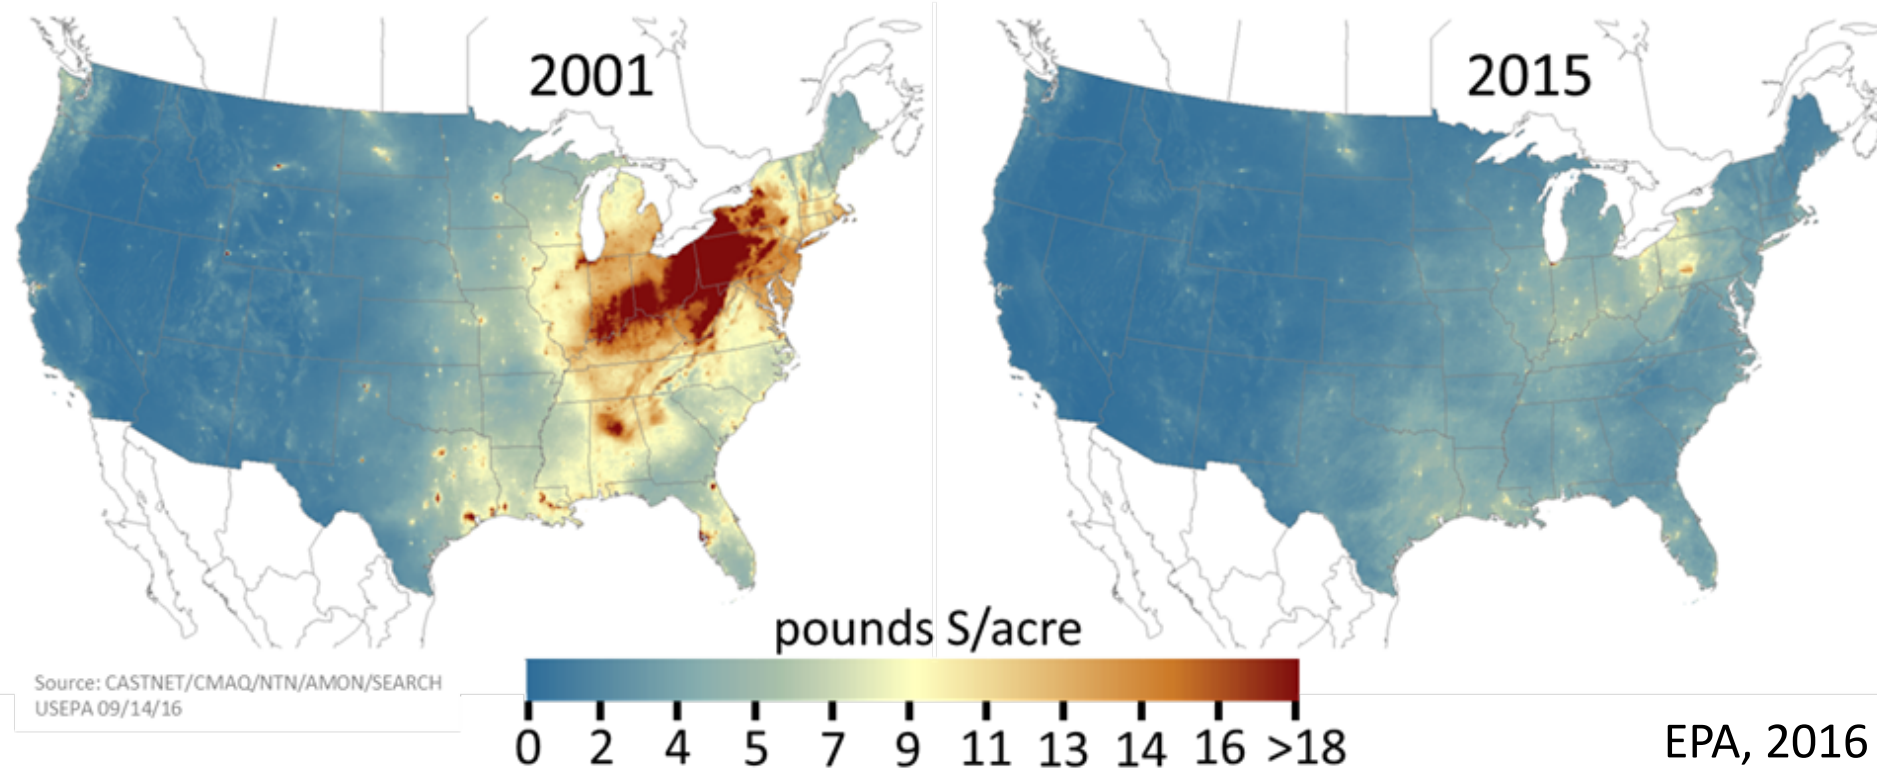 2001
2015
pounds S/acre
Source: CASTNET/CMAQ/NTN/AMON/SEARCH
USEPA 09/14/16
0 2 4 5 7 9 11 13 14 16 >18
EPA, 2016